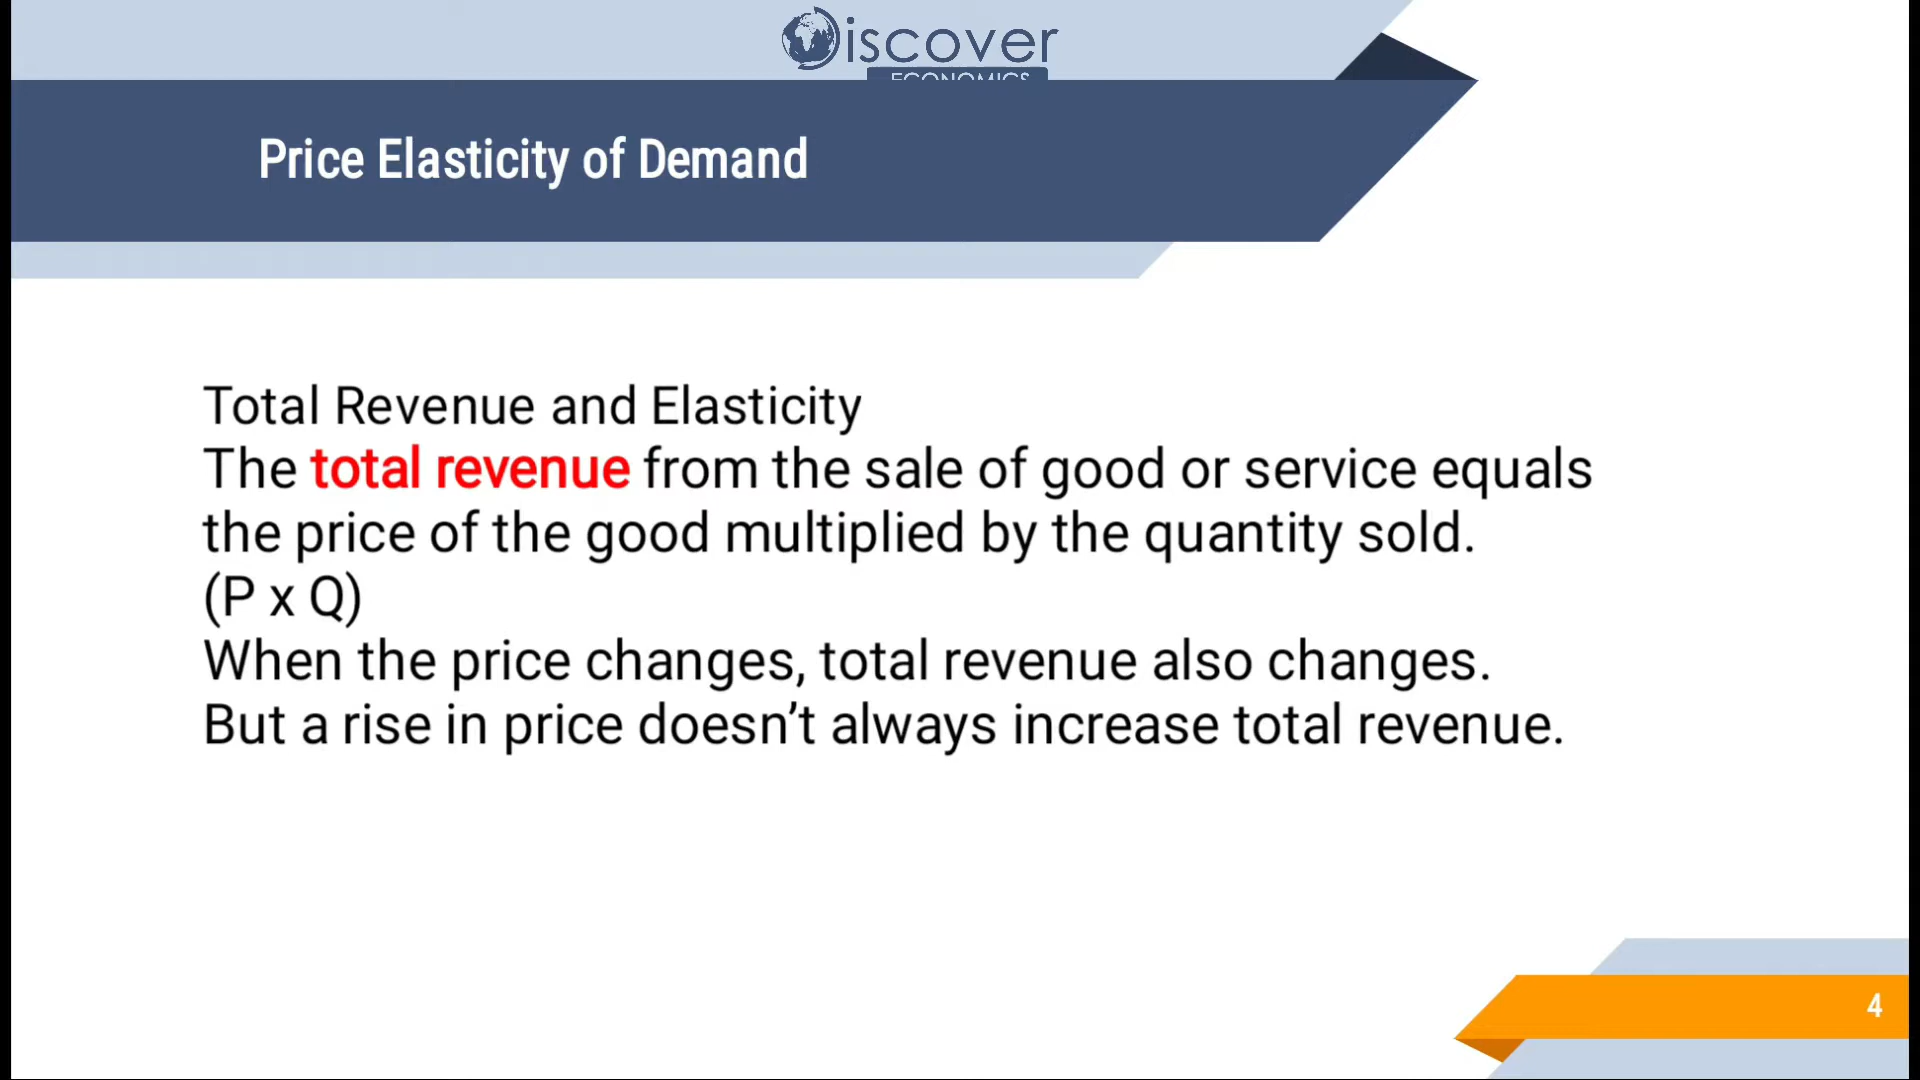 Discover
ECONOMICS
Price Elasticity of Demand
Total Revenue and Elasticity
The total revenue from the sale of good or service equals
the price of the good multiplied by the quantity sold.
(P x Q)
When the price changes, total revenue also changes.
But a rise in price doesn’t always increase total revenue.
4